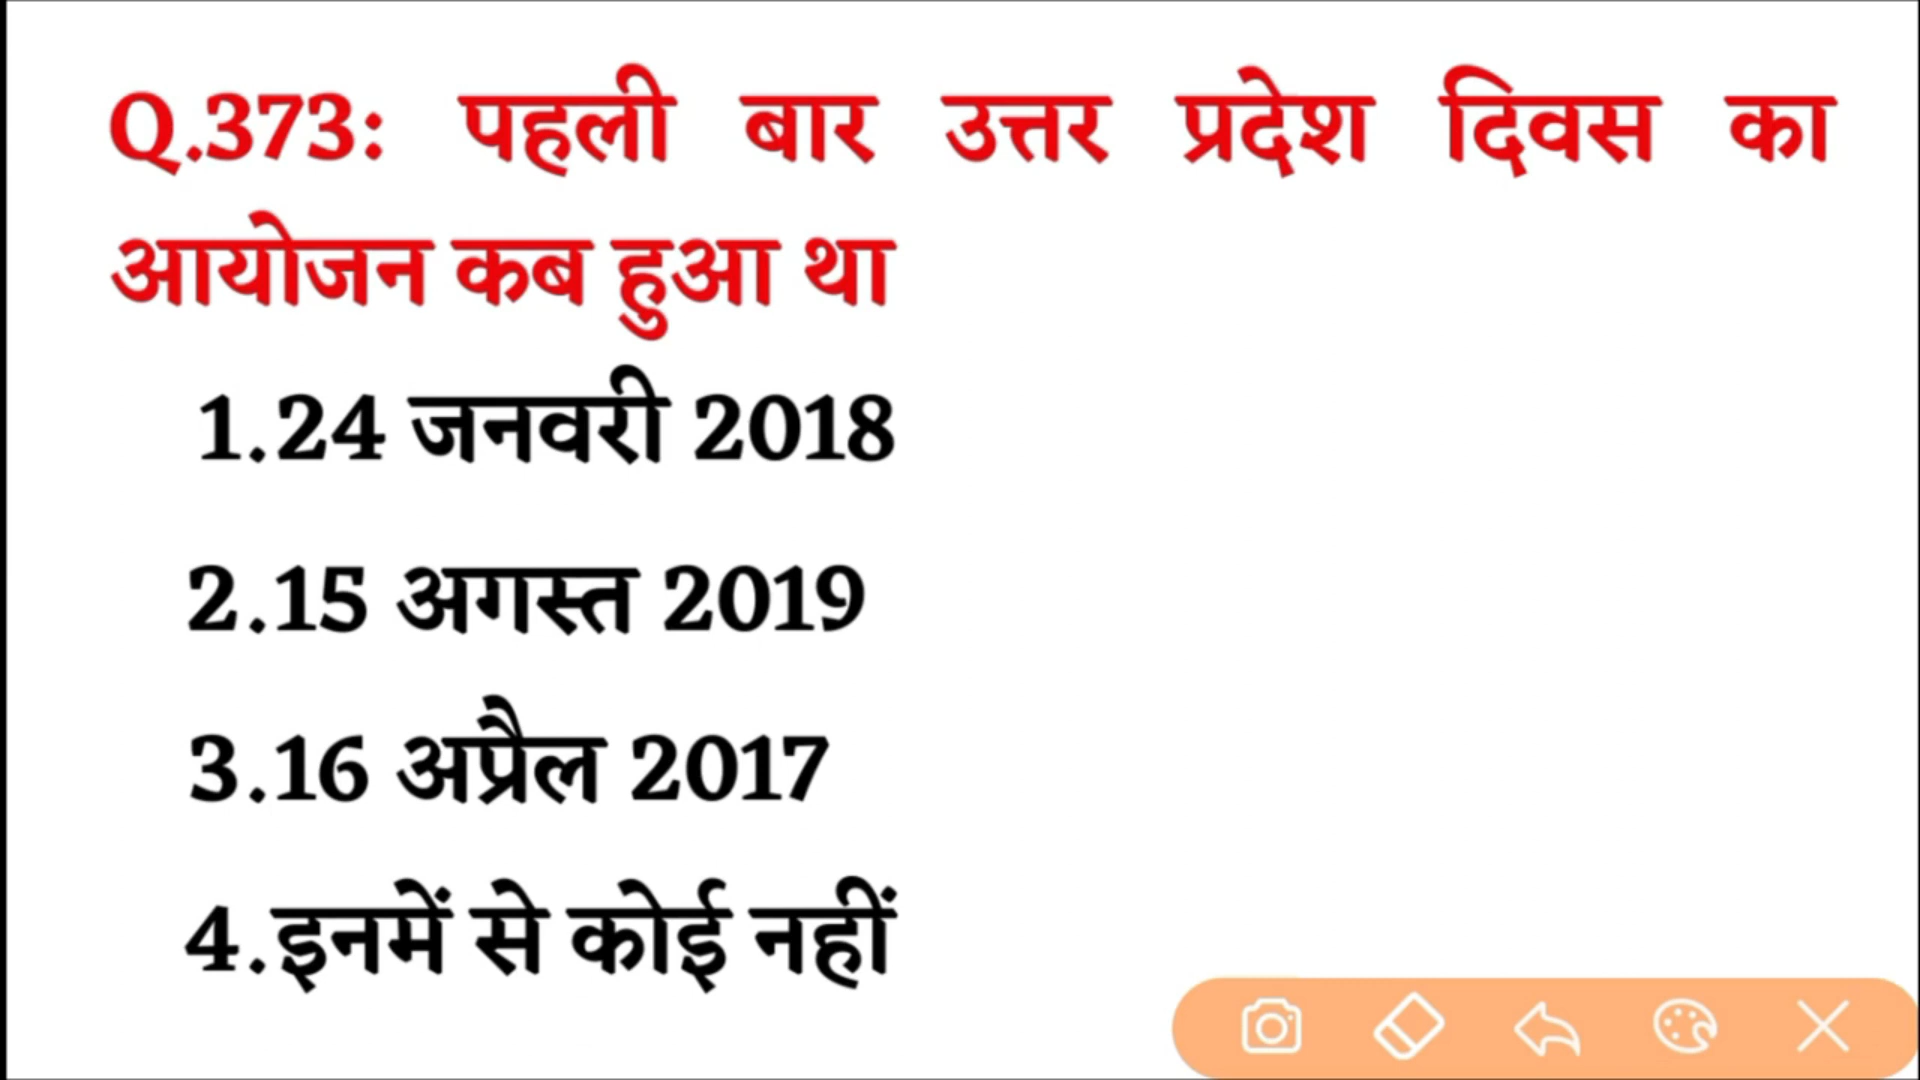 Q.373: पहली बार उत्तर प्रदेश दिवस का
आयोजन कब हुआ था
1.24 जनवरी 2018
2.15 अगस्त 2019
3.16 अप्रैल 2017
4.इनमें से कोई नहीं